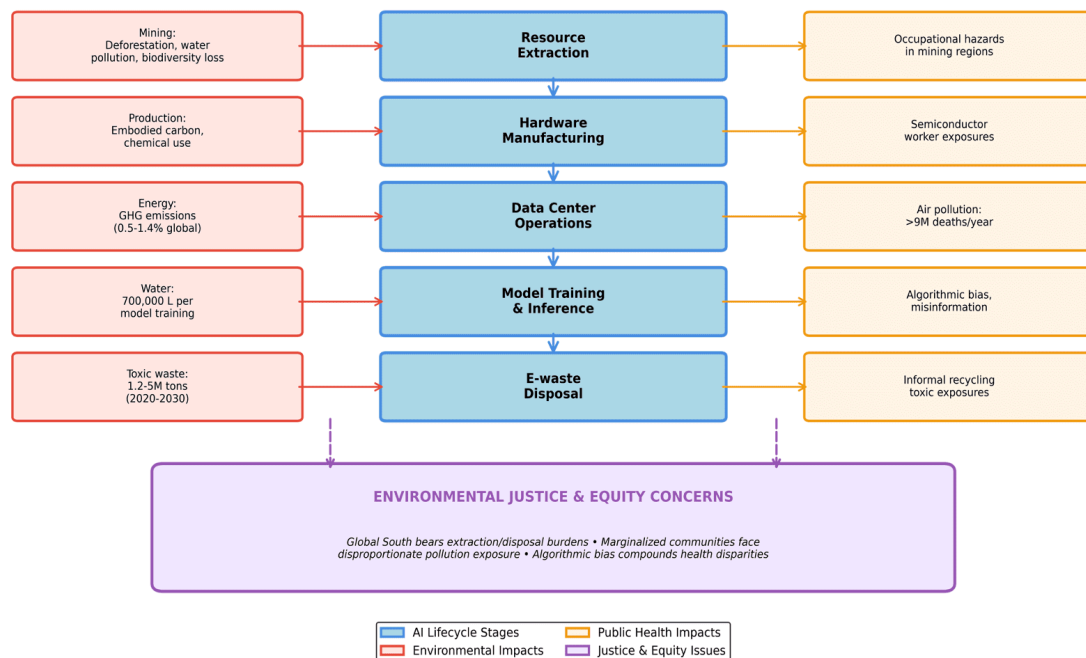 Mining:
Deforestation, water
pollution, biodiversity loss
Resource
Extraction
Occupational hazards
in mining regions
Production:
Embodied carbon,
chemical use
Hardware
Manufacturing
Semiconductor
worker exposures
Energy:
GHG emissions
(0.5-1.4% global)
Data Center
Operations
Air pollution:
>9M deaths/year
Water:
700,000 L per
model training
Model Training
& Inference
Algorithmic bias,
misinformation
Toxic waste:
1.2-5M tons
(2020-2030)
E-waste
Disposal
Informal recycling
toxic exposures
ENVIRONMENTAL JUSTICE & EQUITY CONCERNS
Global South bears extraction/disposal burdens • Marginalized communities face
disproportionate pollution exposure • Algorithmic bias compounds health disparities
AI Lifecycle Stages
Environmental Impacts
Public Health Impacts
Justice & Equity Issues